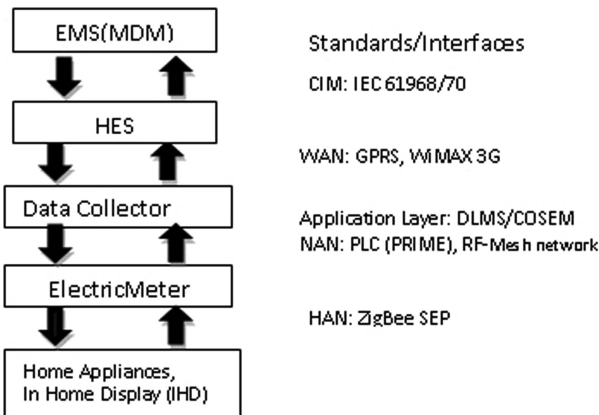 EMS(MDM)
Standards/Interfaces
CIM: IEC 61968/70
HES
WAN: GPRS, WiMAX 3G
Data Collector
Application Layer: DLMS/COSEM
NAN: PLC (PRIME), RF-Mesh network
ElectricMeter
HAN: ZigBee SEP
Home Appliances,
In Home Display (IHD)